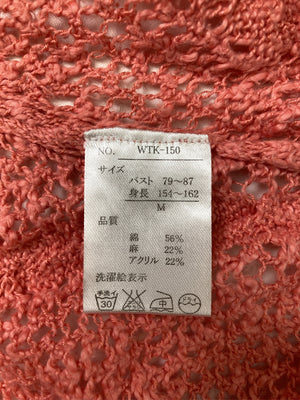 NO. WTK-150
サイズ
バスト 79〜87
身長 154〜162
M
品質
綿 56%
麻 22%
アクリル 22%
洗濯絵表示
手洗イ 30 中